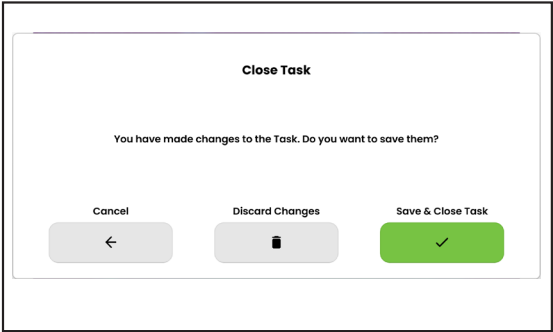 Close Task
You have made changes to the Task. Do you want to save them?
Cancel
Discard Changes
Save & Close Task